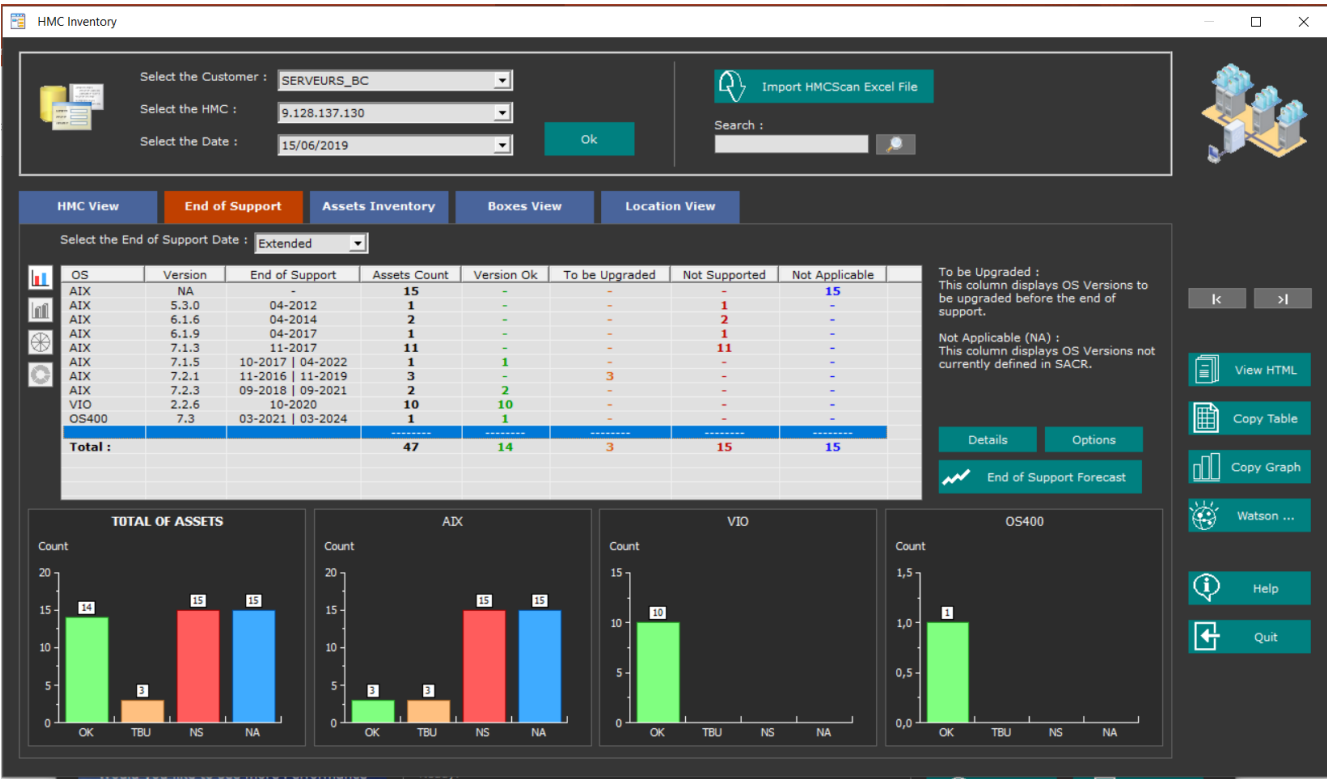 HMC Inventory
Select the Customer : SERVEURS_BC
Select the HMC : 9.128.137.130
Select the Date : 15/06/2019
Ok
Import HMCScan Excel File
Search :
HMC View End of Support Assets Inventory Boxes View Location View
Select the End of Support Date : Extended
OS Version End of Support Assets Count Version Ok To be Upgraded Not Supported Not Applicable
AIX NA - 15 - - - 15
AIX 5.3.0 04-2012 1 - - 1 -
AIX 6.1.6 04-2014 2 - - 2 -
AIX 6.1.9 04-2017 1 - - 1 -
AIX 7.1.3 11-2017 11 - - 11 -
AIX 7.1.5 10-2017 | 04-2022 1 1 - - -
AIX 7.2.1 11-2016 | 11-2019 3 - 3 - -
AIX 7.2.3 09-2018 | 09-2021 2 2 - - -
VIO 2.2.6 10-2020 10 10 - - -
OS400 7.3 03-2021 | 03-2024 1 1 - - -
-------- -------- -------- -------- --------
Total : 47 14 3 15 15
To be Upgraded :
This column displays OS Versions to
be upgraded before the end of
support.
Not Applicable (NA) :
This column displays OS Versions not
currently defined in SACR.
Details Options
End of Support Forecast
View HTML
Copy Table
Copy Graph
Watson ...
Help
Quit
TOTAL OF ASSETS
Count
20
15
10
5
0
14 3 15 15
OK TBU NS NA
AIX
Count
20
15
10
5
0
3 3 15 15
OK TBU NS NA
VIO
Count
15
10
5
0
10
OK TBU NS NA
OS400
Count
1,5
1,0
0,5
0,0
1
OK TBU NS NA